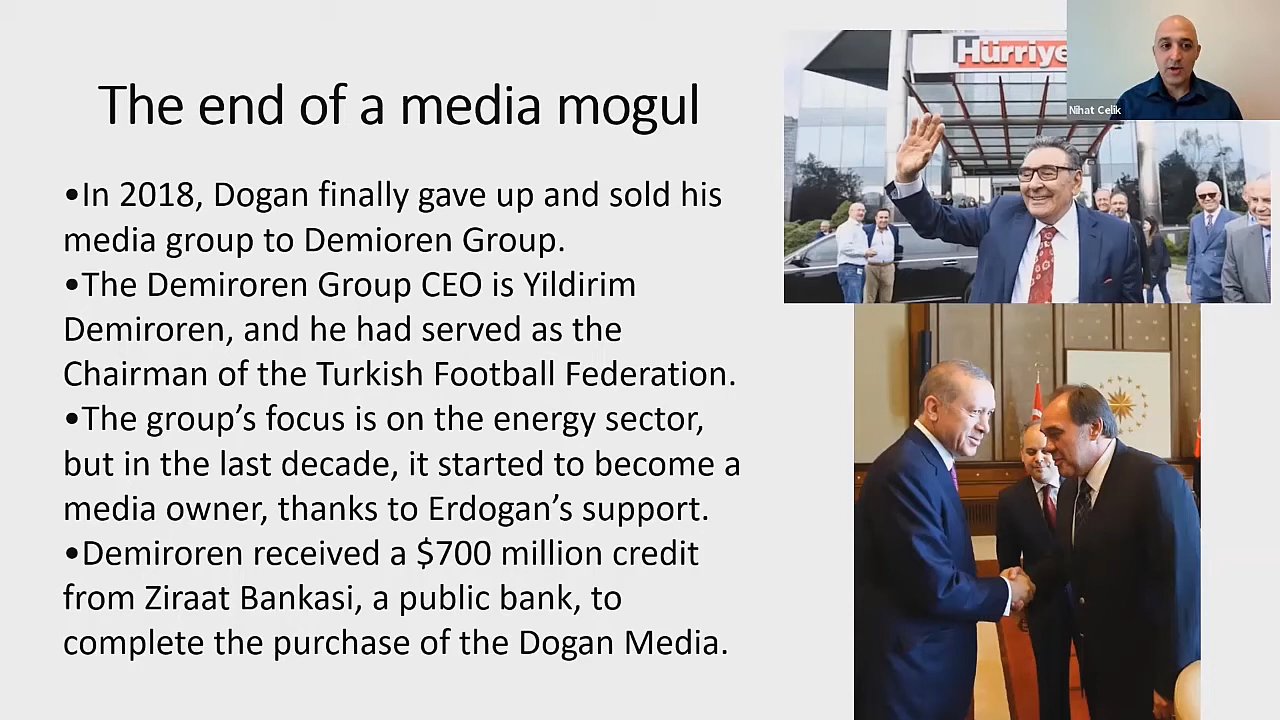 The end of a media mogul
•In 2018, Dogan finally gave up and sold his
media group to Demioren Group.
•The Demiroren Group CEO is Yildirim
Demiroren, and he had served as the
Chairman of the Turkish Football Federation.
•The group’s focus is on the energy sector,
but in the last decade, it started to become a
media owner, thanks to Erdogan’s support.
•Demiroren received a $700 million credit
from Ziraat Bankasi, a public bank, to
complete the purchase of the Dogan Media.
Hürriye
Nihat Celik